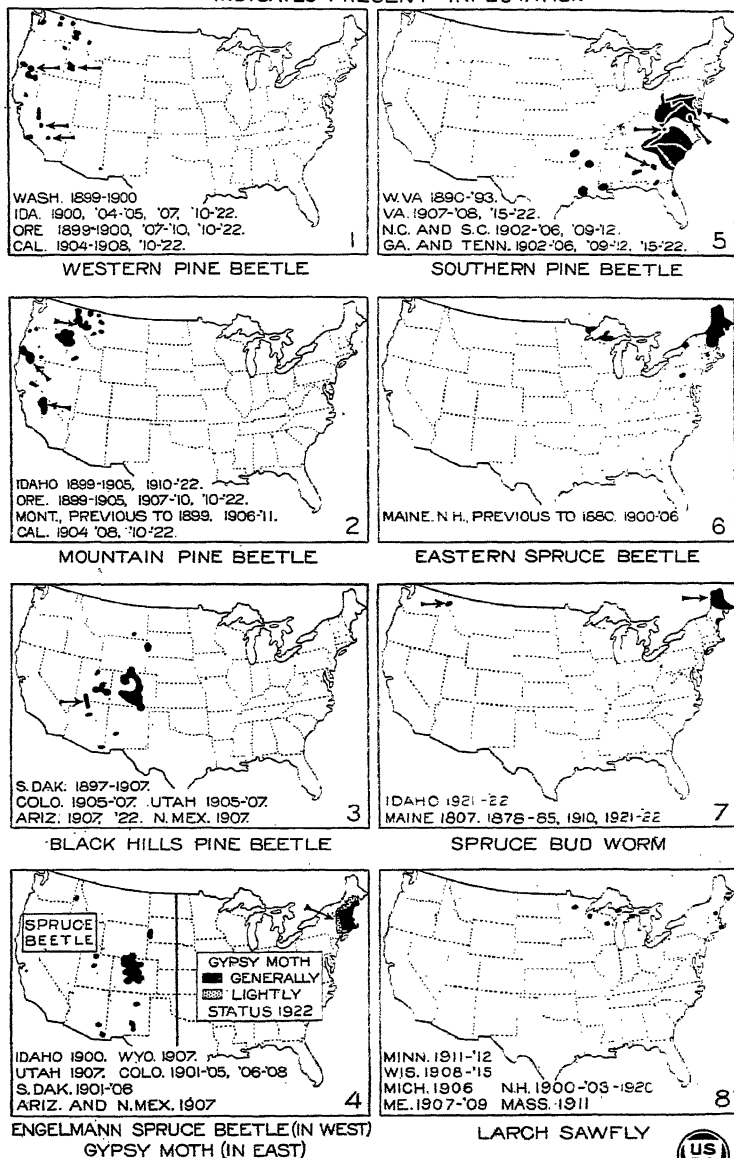 INDICATES PRESENT INFESTATION
WASH. 1899-1900
IDA. 1900, '04-05, '07, '10-'22.
ORE 1899-1900, '07-'10, '10-'22.
CAL. 1904-1908, '10-'22.
1
WESTERN PINE BEETLE
W.VA 1890-'93.
VA. 1907-'08, '15-'22.
N.C. AND S.C. 1902-'06, '09-'12.
GA. AND TENN. 1902-'06, '09-'12, '15-'22.
5
SOUTHERN PINE BEETLE
IDAHO 1899-1905, 1910-'22.
ORE. 1899-1905, 1907-'10, '10-'22.
MONT., PREVIOUS TO 1899, 1906-'11.
CAL. 1904 '08, '10-'22.
2
MOUNTAIN PINE BEETLE
MAINE. N H., PREVIOUS TO 1880. 1900-'06
6
EASTERN SPRUCE BEETLE
S.DAK. 1897-1907.
COLO. 1905-'07. UTAH 1905-'07.
ARIZ. 1907, '22. N.MEX. 1907.
3
BLACK HILLS PINE BEETLE
IDAHO 1921-22
MAINE 1807. 1878-85, 1910, 1921-22
7
SPRUCE BUD WORM
SPRUCE
BEETLE
GYPSY MOTH
GENERALLY
LIGHTLY
STATUS 1922
IDAHO 1900. WYO. 1907.
UTAH 1907. COLO. 1901-'05, '06-'08
S.DAK. 1901-'06
ARIZ. AND N.MEX. 1907
4
ENGELMANN SPRUCE BEETLE (IN WEST)
GYPSY MOTH (IN EAST)
MINN. 1911-'12
WIS. 1908-'15
MICH. 1906 N.H. 1900-'03-1920
ME. 1907-'09 MASS. 1911
8
LARCH SAWFLY
US